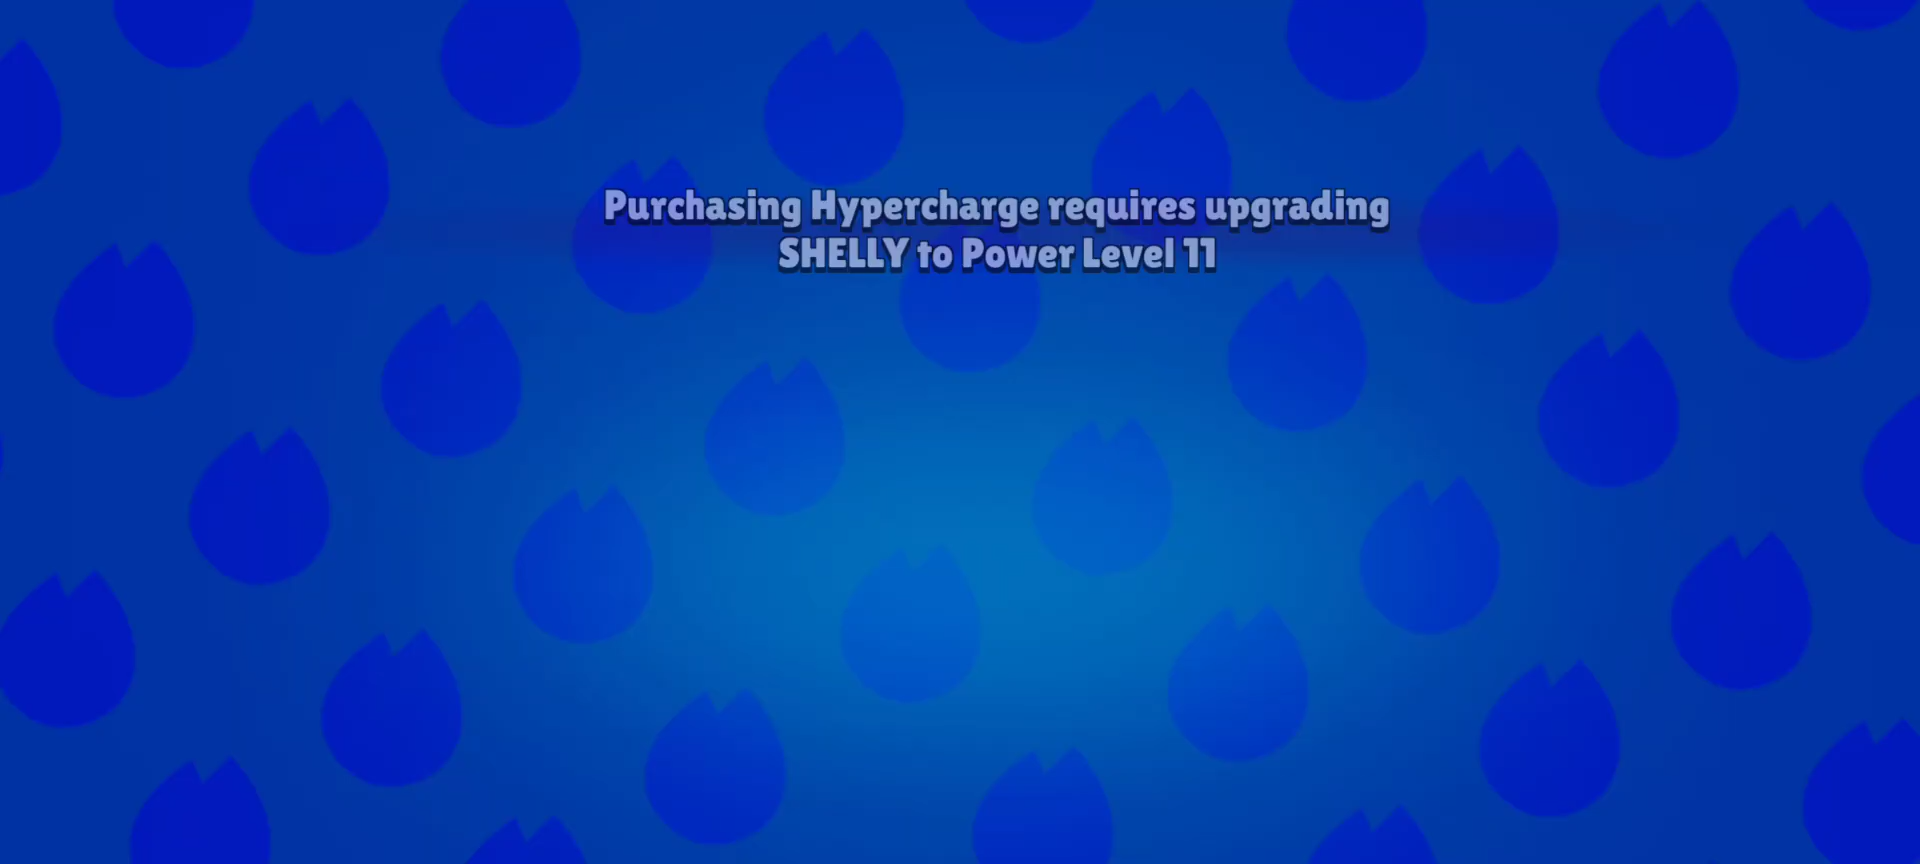 Purchasing Hypercharge requires upgrading
SHELLY to Power Level 11